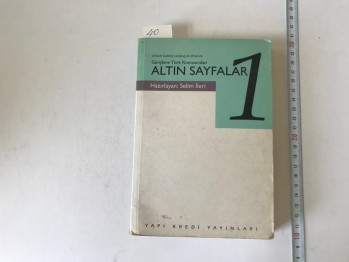 40
Gençlere Türk Romanından
ALTIN SAYFALAR
1
Hazırlayan: Selim İleri
YAPI KREDİ YAYINLARI